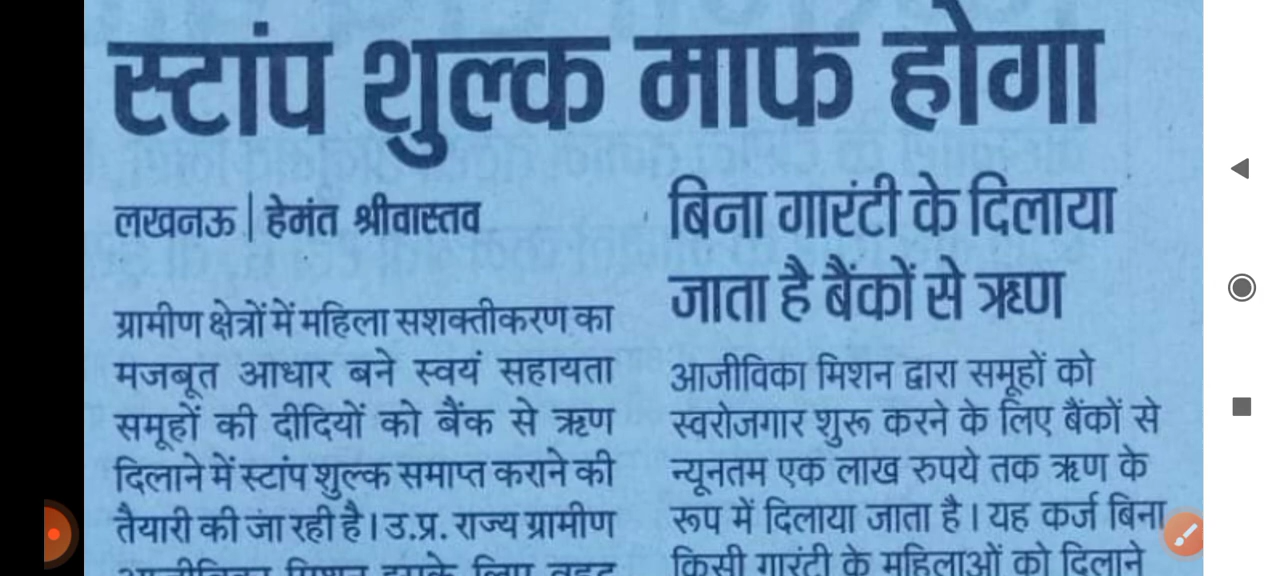 स्टांप शुल्क माफ होगा
लखनऊ | हेमंत श्रीवास्तव
ग्रामीण क्षेत्रों में महिला सशक्तीकरण का
मजबूत आधार बने स्वयं सहायता
समूहों की दीदियों को बैंक से ऋण
दिलाने में स्टांप शुल्क समाप्त कराने की
तैयारी की जा रही है। उ.प्र. राज्य ग्रामीण
बिना गारंटी के दिलाया
जाता है बैंकों से ऋण
आजीविका मिशन द्वारा समूहों को
स्वरोजगार शुरू करने के लिए बैंकों से
न्यूनतम एक लाख रुपये तक ऋण के
रूप में दिलाया जाता है। यह कर्ज बिना
किसी गारंटी के महिलाओं को दिलाने